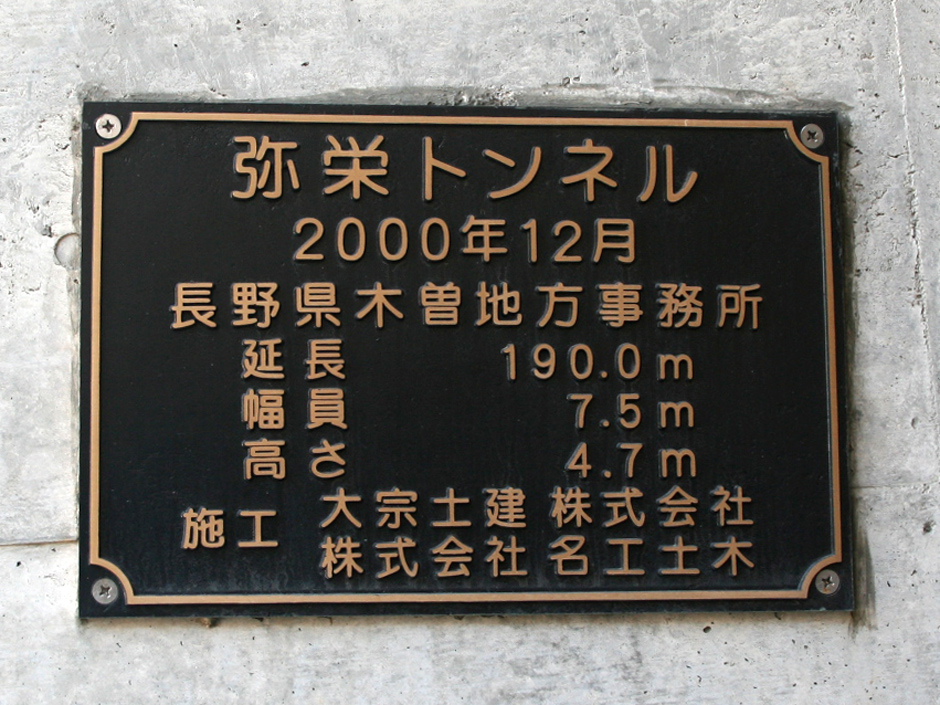 弥栄トンネル
2000年12月
長野県木曽地方事務所
延長 190.0m
幅員 7.5m
高さ 4.7m
施工 大宗土建株式会社
株式会社名工土木